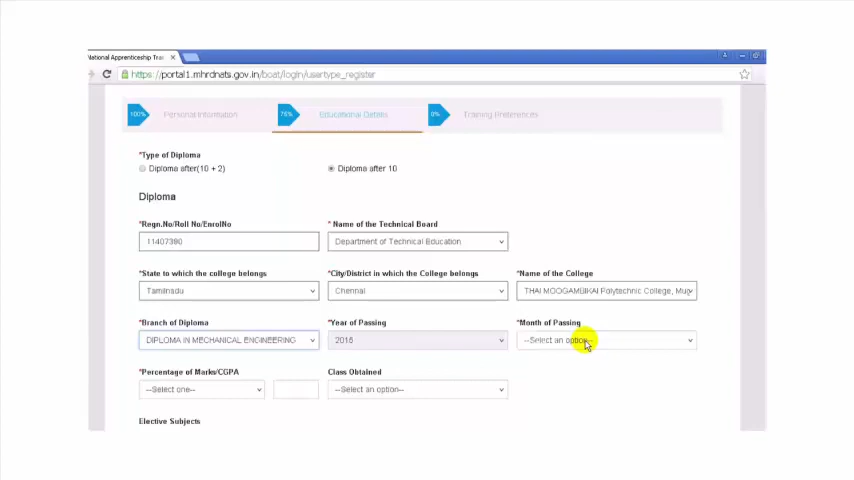 National Apprenticeship Trai
https://portal1.mhrdnats.gov.in/boat/login/usertype_register
100% Personal Information 75% Educational Details 0% Training Preferences
*Type of Diploma
Diploma after(10 + 2) Diploma after 10
Diploma
*Regn.No/Roll No/EnrolNo * Name of the Technical Board
11407380 Department of Technical Education
*State to which the college belongs *City/District in which the College belongs *Name of the College
Tamilnadu Chennai THAI MOOGAMBIKAI Polytechnic College, Mug
*Branch of Diploma *Year of Passing *Month of Passing
DIPLOMA IN MECHANICAL ENGINEERING 2016 --Select an option--
*Percentage of Marks/CGPA Class Obtained
--Select one-- --Select an option--
Elective Subjects